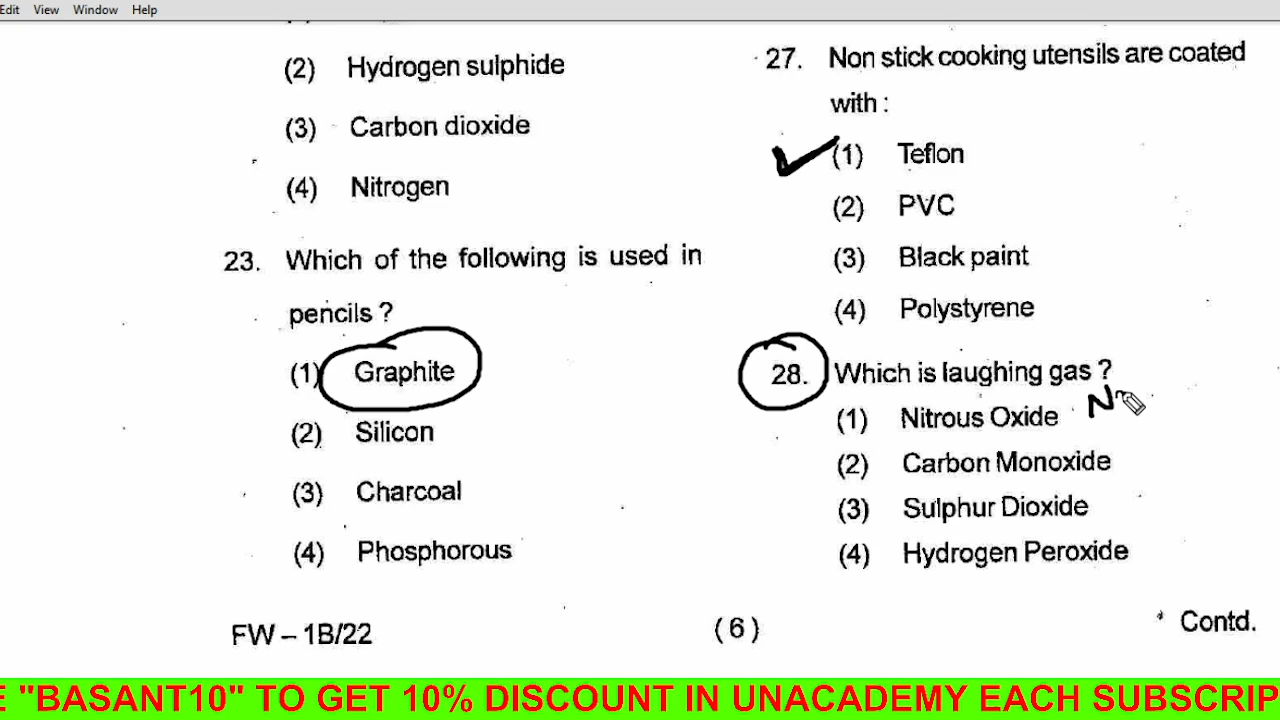 Edit View Window Help
(2) Hydrogen sulphide
(3) Carbon dioxide
(4) Nitrogen
23. Which of the following is used in
pencils ?
(1) Graphite
(2) Silicon
(3) Charcoal
(4) Phosphorous
27. Non stick cooking utensils are coated
with :
(1) Teflon
(2) PVC
(3) Black paint
(4) Polystyrene
28. Which is laughing gas ?
N
(1) Nitrous Oxide
(2) Carbon Monoxide
(3) Sulphur Dioxide
(4) Hydrogen Peroxide
FW – 1B/22 (6) Contd.
"BASANT10" TO GET 10% DISCOUNT IN UNACADEMY EACH SUBSCRIP